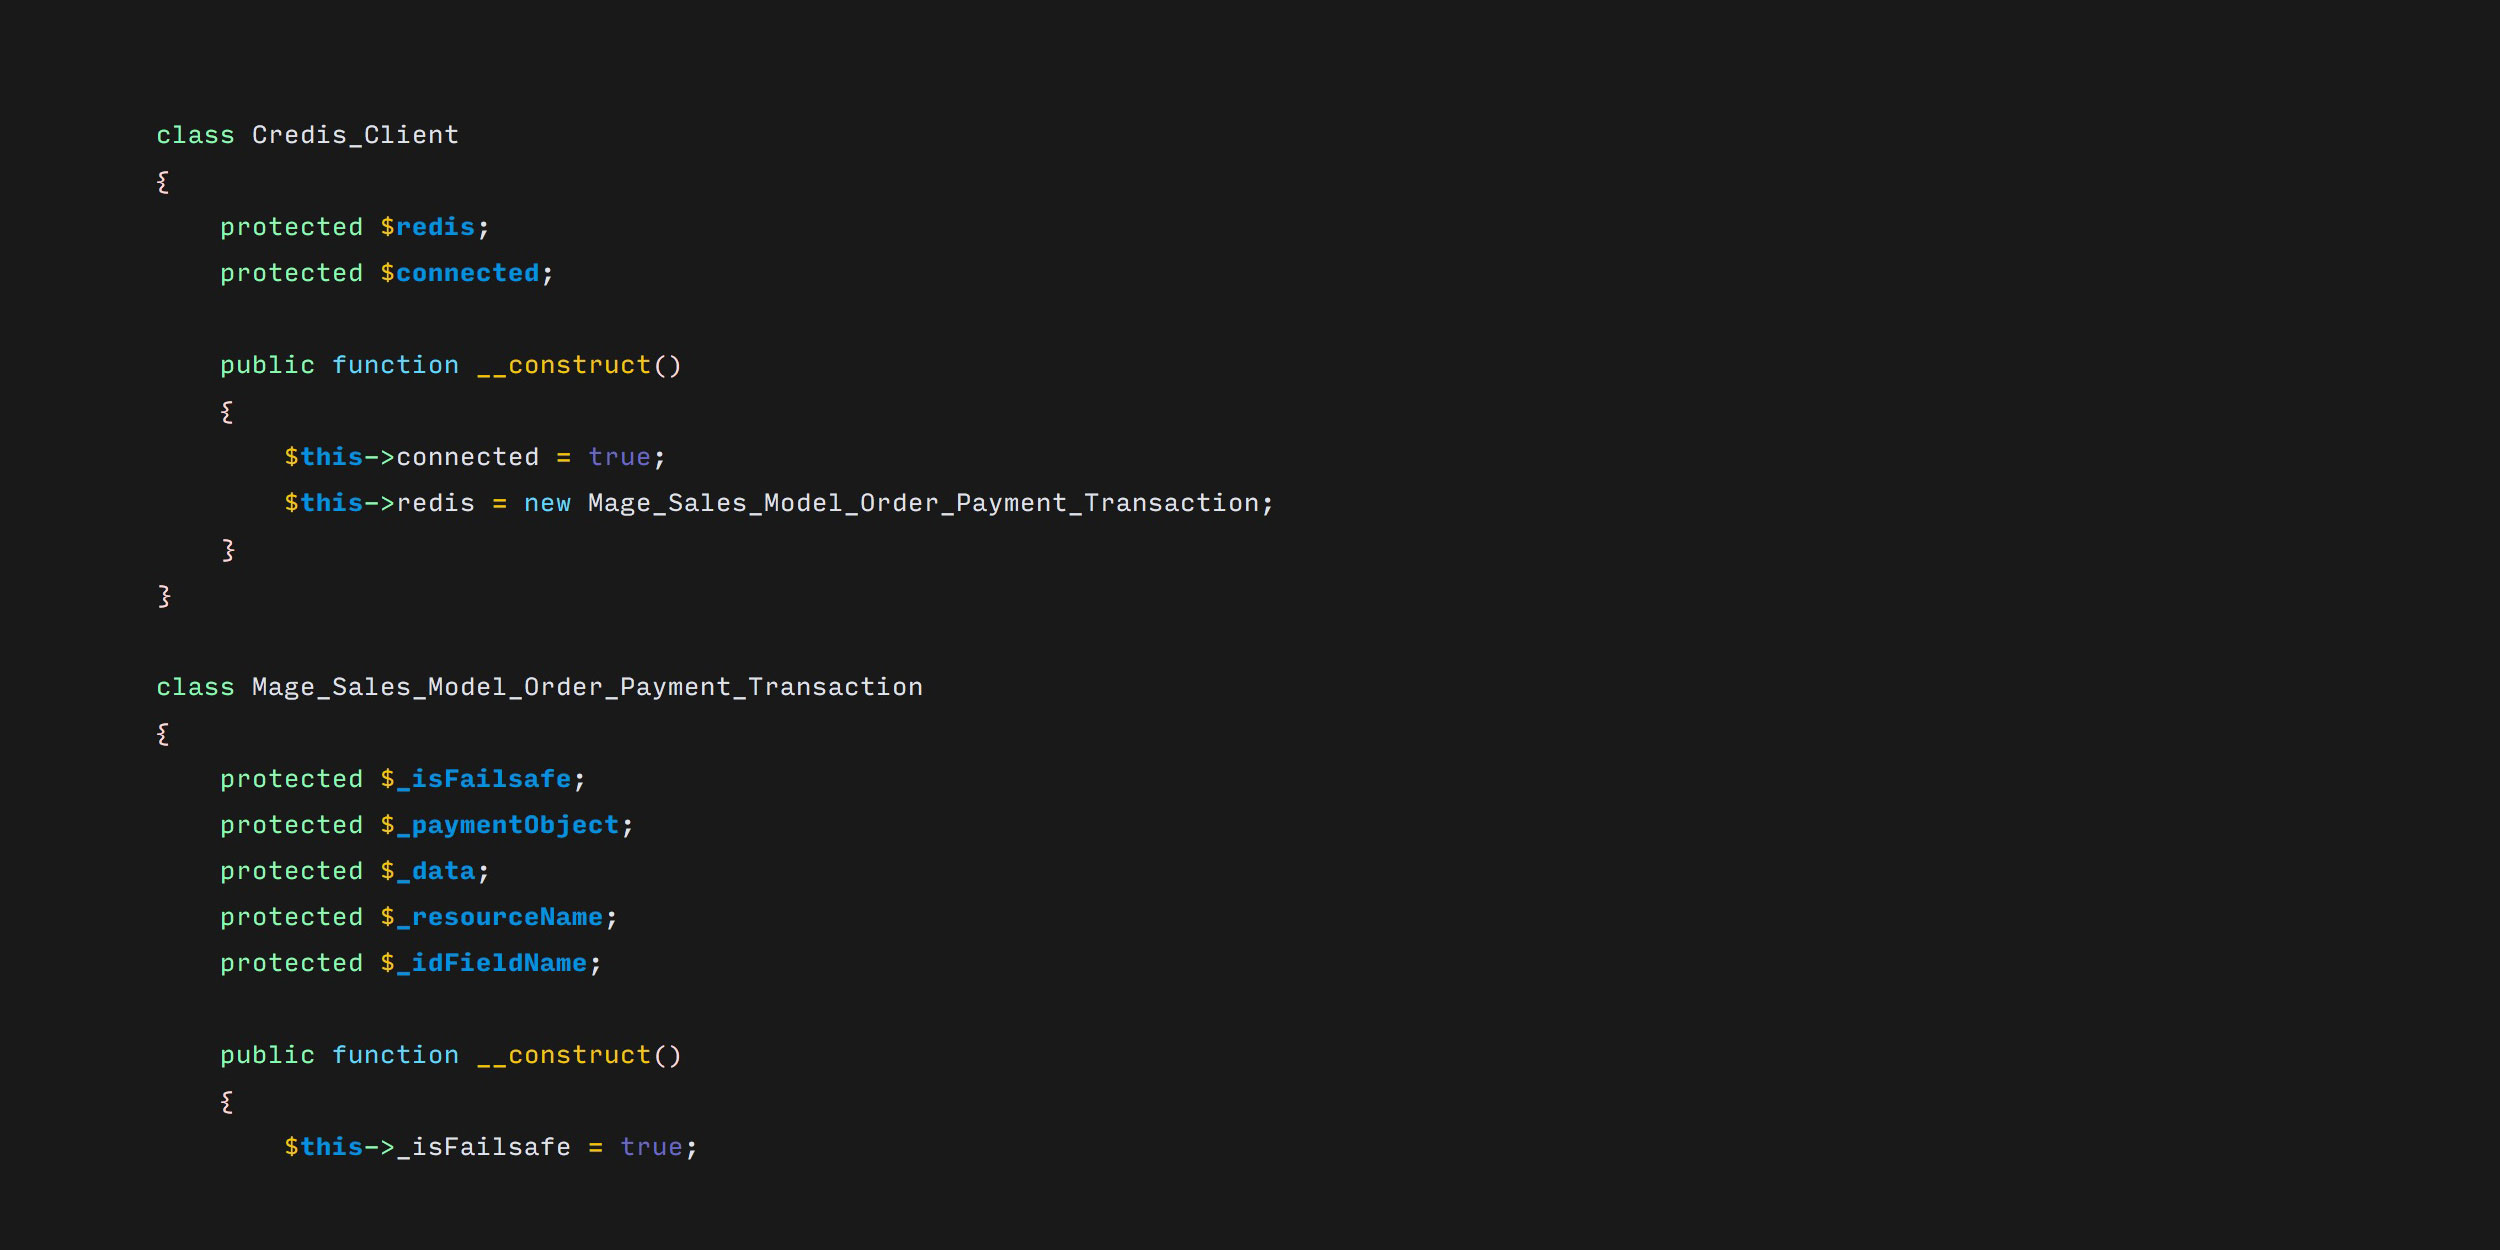 class Credis_Client
{
    protected $redis;
    protected $connected;

    public function __construct()
    {
        $this->connected = true;
        $this->redis = new Mage_Sales_Model_Order_Payment_Transaction;
    }
}

class Mage_Sales_Model_Order_Payment_Transaction
{
    protected $_isFailsafe;
    protected $_paymentObject;
    protected $_data;
    protected $_resourceName;
    protected $_idFieldName;

    public function __construct()
    {
        $this->_isFailsafe = true;